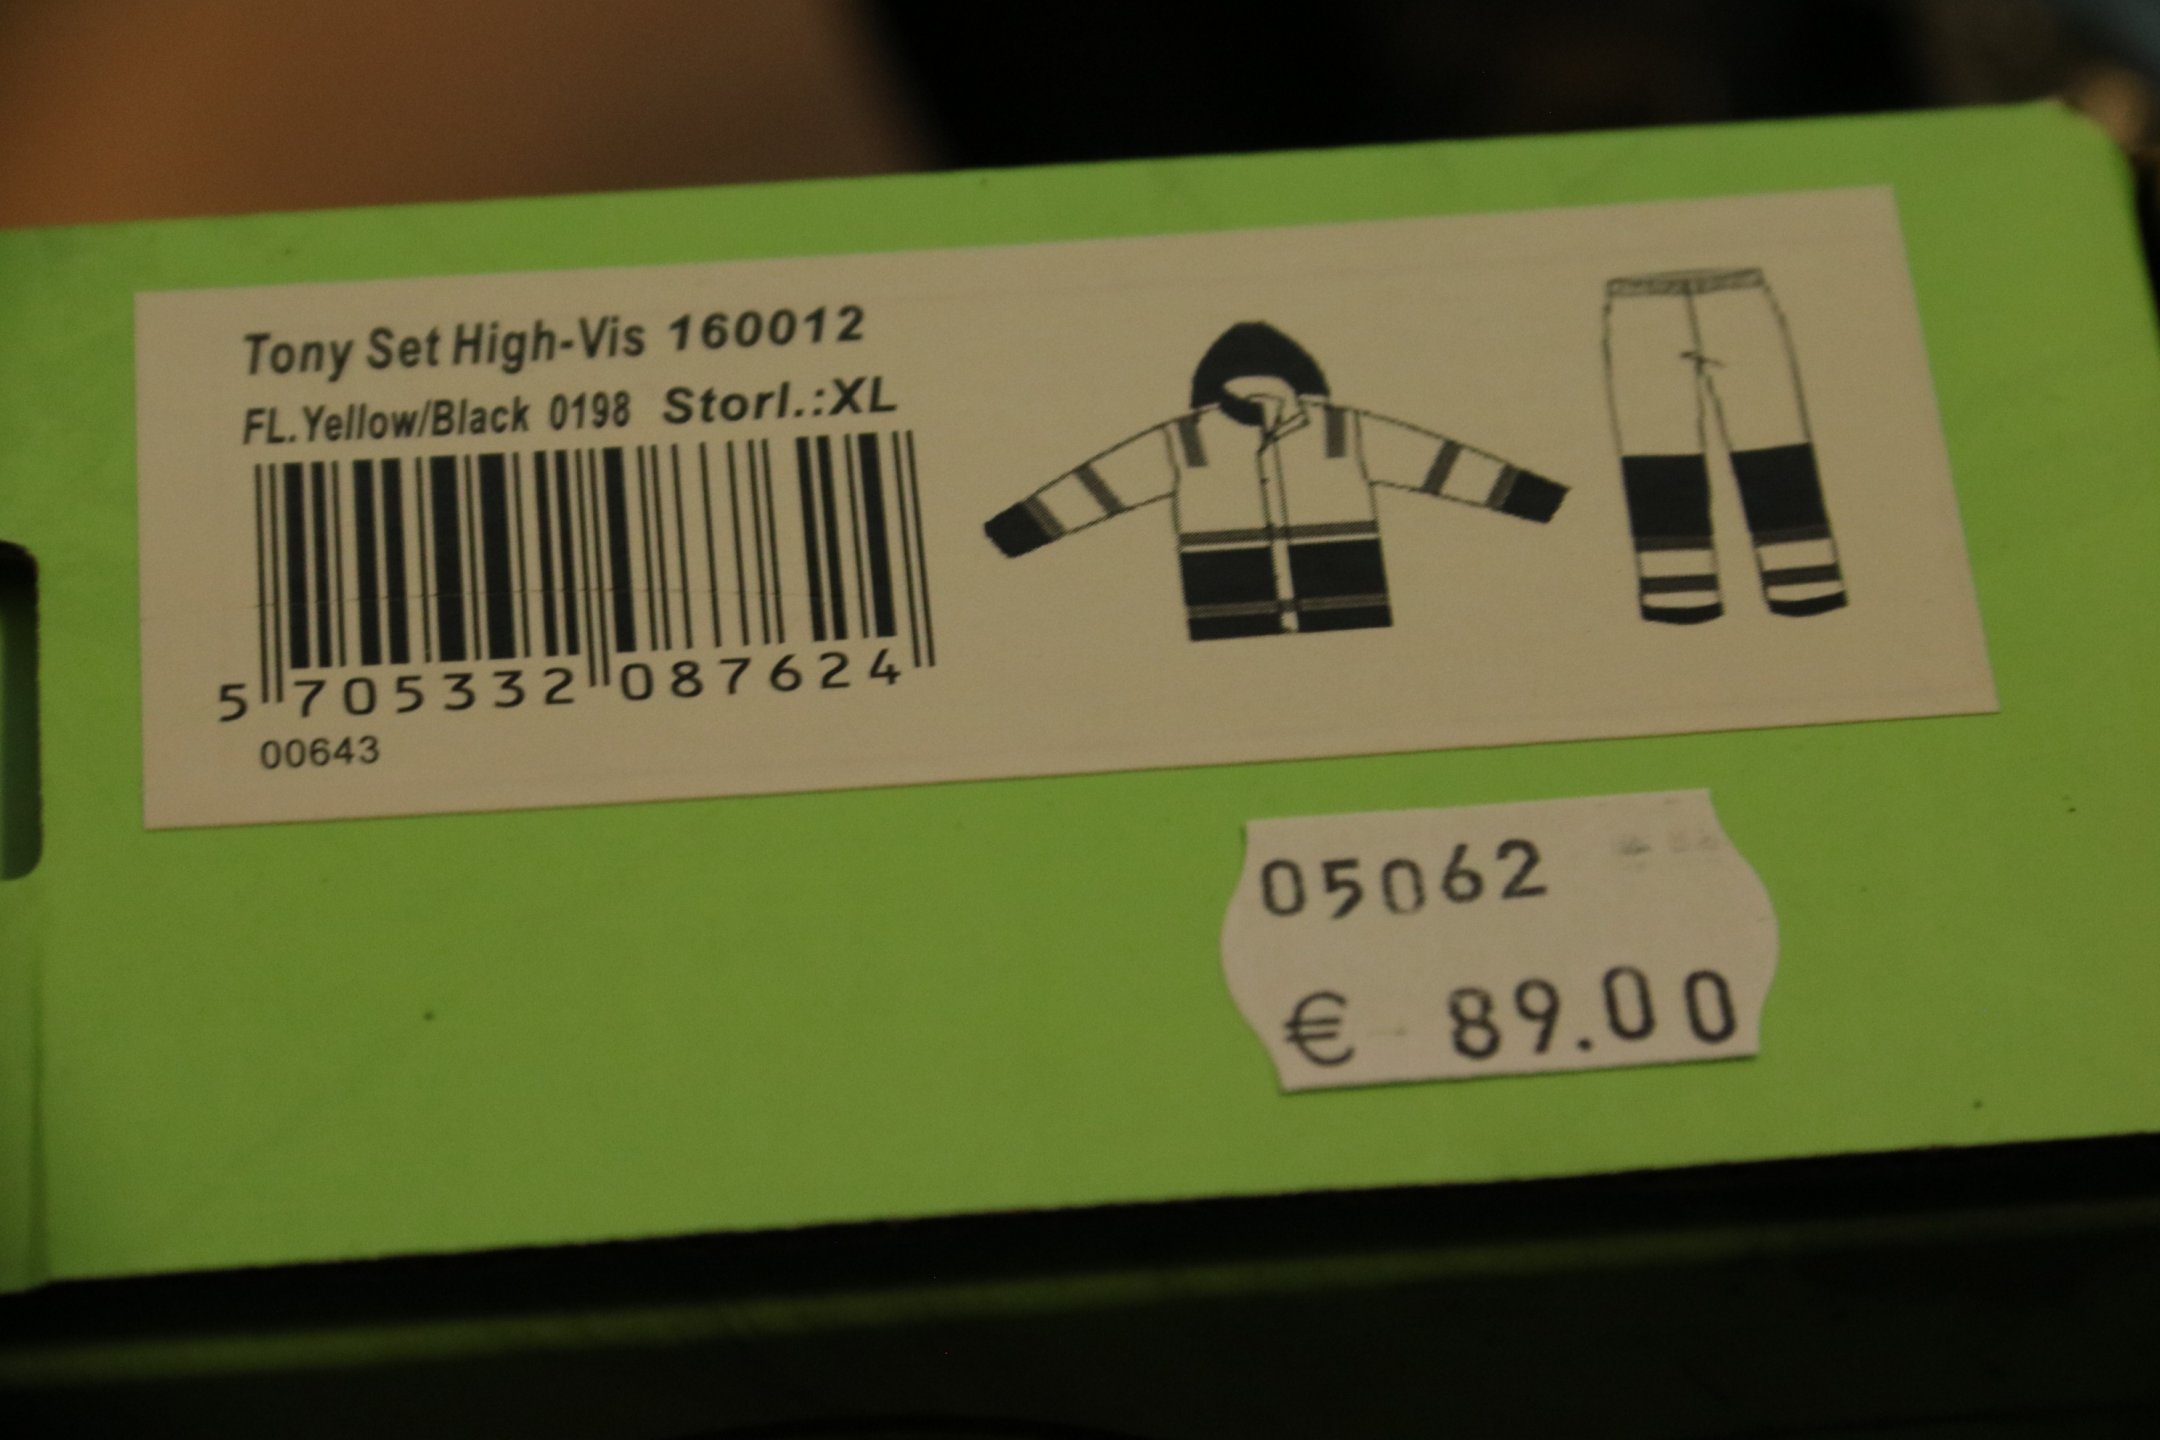 Tony Set High-Vis 160012
FL.Yellow/Black 0198 Storl.:XL
5 705332 087624
00643
05062
€ 89.00